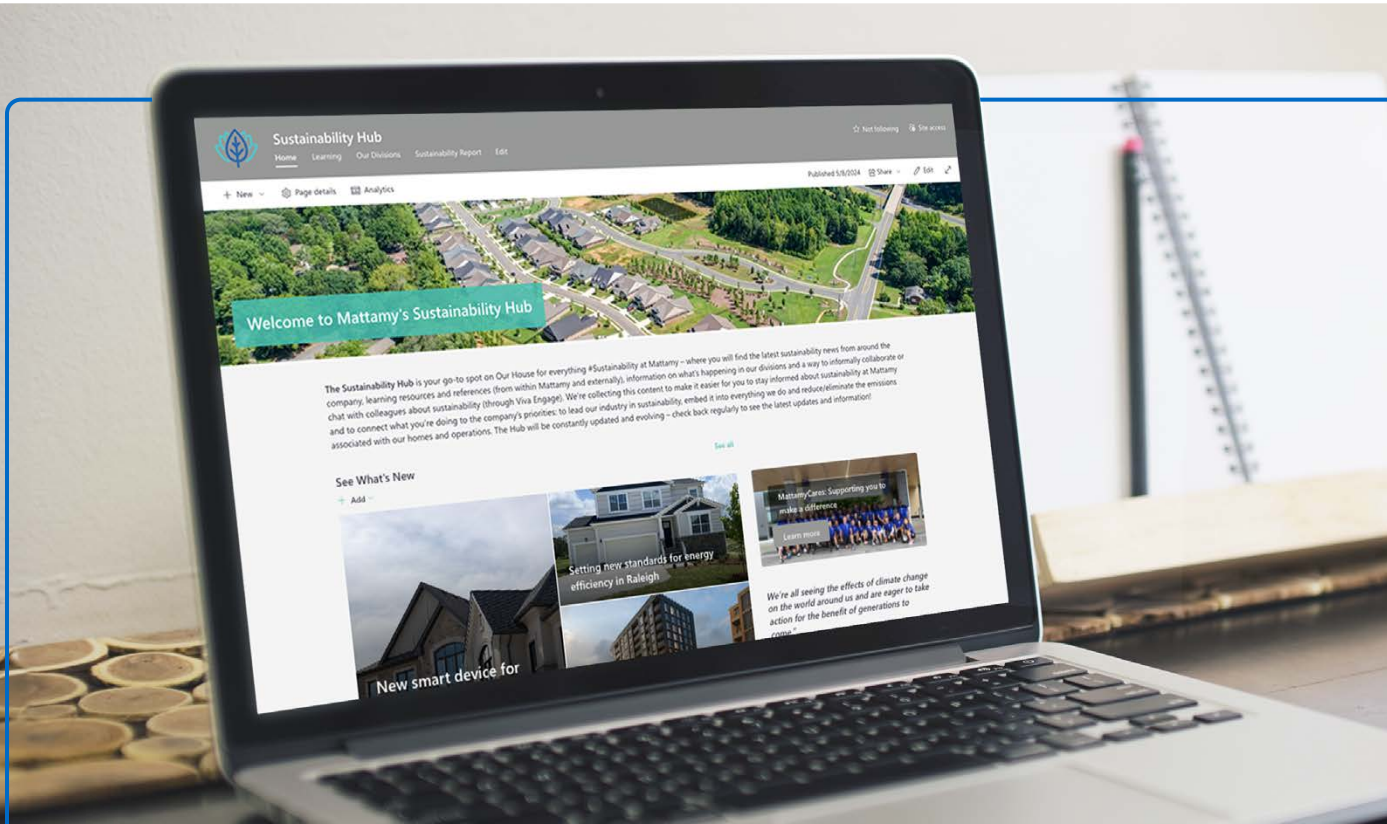 Sustainability Hub
Home Learning Our Divisions Sustainability Report Edit
Not following Site access
+ New Page details Analytics
Published 5/8/2024 Share Edit
Welcome to Mattamy's Sustainability Hub
The Sustainability Hub is your go-to spot on Our House for everything #Sustainability at Mattamy – where you will find the latest sustainability news from around the
company, learning resources and references (from within Mattamy and externally), information on what's happening in our divisions and a way to informally collaborate or
chat with colleagues about sustainability (through Viva Engage). We're collecting this content to make it easier for you to stay informed about sustainability at Mattamy
and to connect what you're doing to the company's priorities: to lead our industry in sustainability, embed it into everything we do and reduce/eliminate the emissions
associated with our homes and operations. The Hub will be constantly updated and evolving – check back regularly to see the latest updates and information!
See What's New
See all
+ Add
New smart device for
Setting new standards for energy
efficiency in Raleigh
MattamyCares: Supporting you to
make a difference
Learn more
We're all seeing the effects of climate change
on the world around us and are eager to take
action for the benefit of generations to
come."